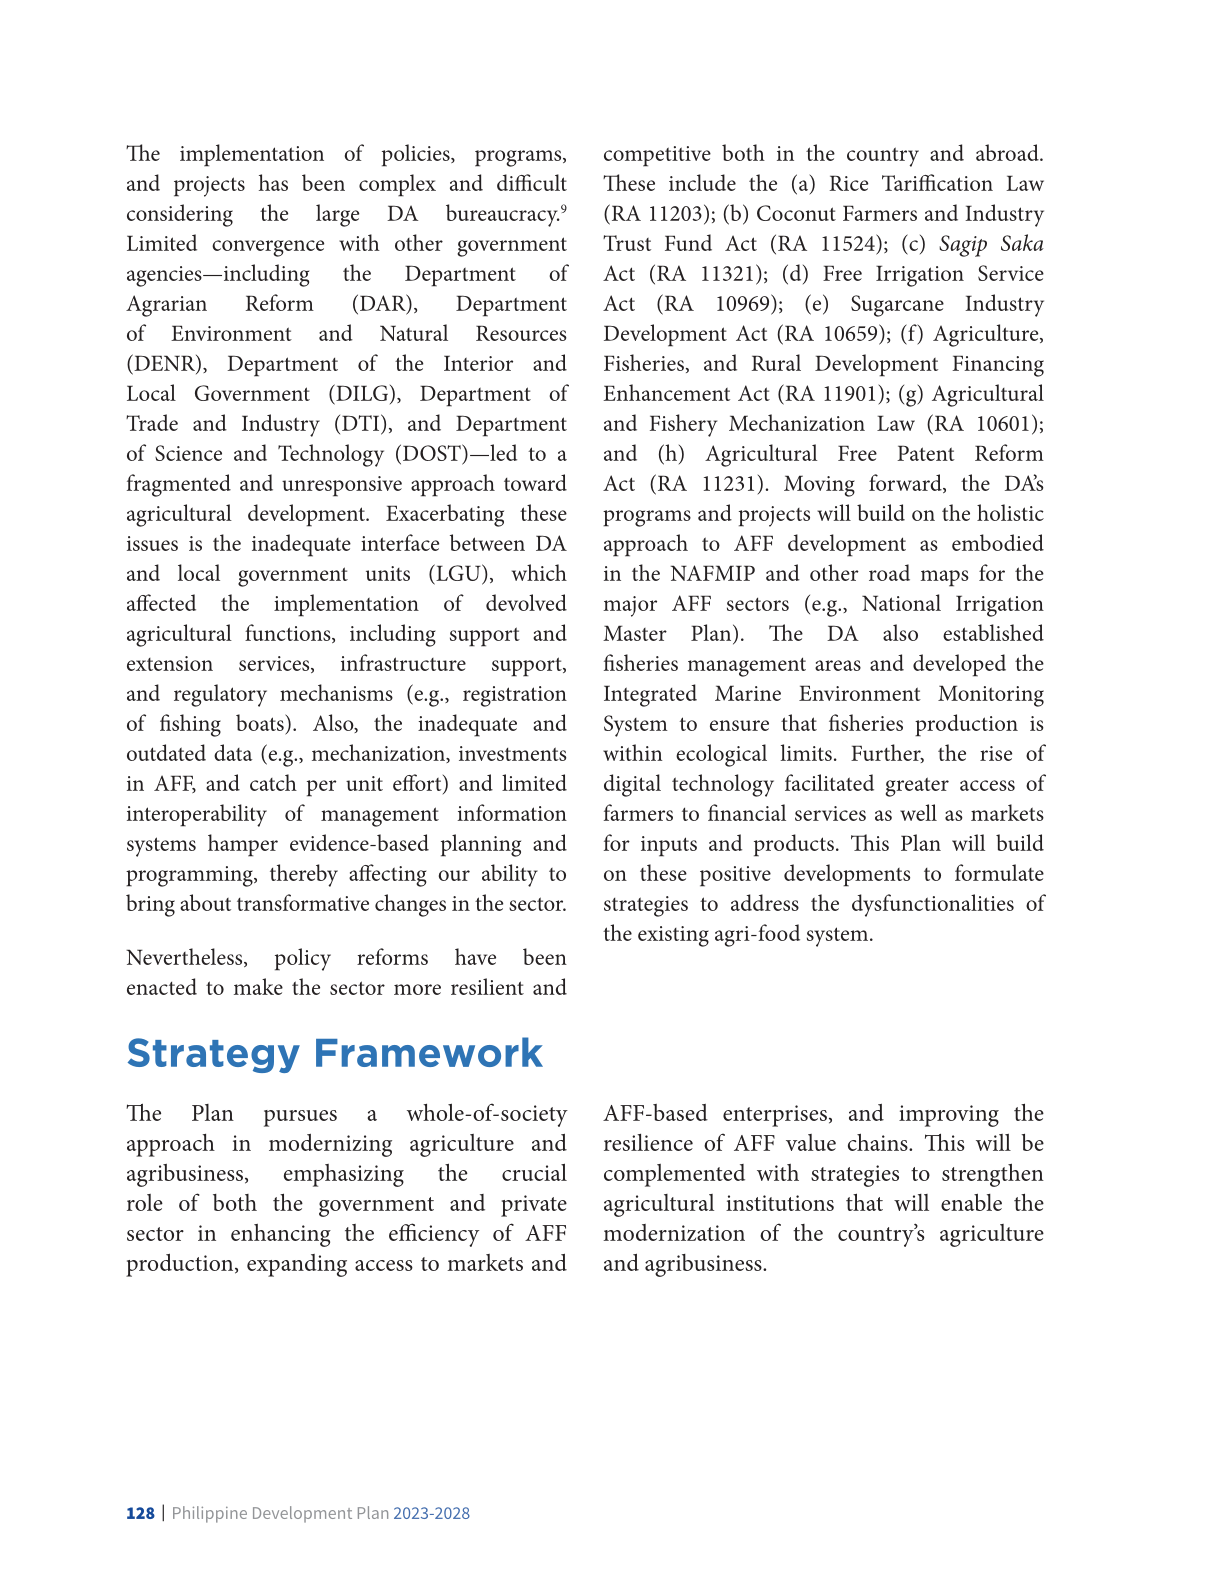 The implementation of policies, programs,
and projects has been complex and difficult
considering the large DA bureaucracy.⁹
Limited convergence with other government
agencies—including the Department of
Agrarian Reform (DAR), Department
of Environment and Natural Resources
(DENR), Department of the Interior and
Local Government (DILG), Department of
Trade and Industry (DTI), and Department
of Science and Technology (DOST)—led to a
fragmented and unresponsive approach toward
agricultural development. Exacerbating these
issues is the inadequate interface between DA
and local government units (LGU), which
affected the implementation of devolved
agricultural functions, including support and
extension services, infrastructure support,
and regulatory mechanisms (e.g., registration
of fishing boats). Also, the inadequate and
outdated data (e.g., mechanization, investments
in AFF, and catch per unit effort) and limited
interoperability of management information
systems hamper evidence-based planning and
programming, thereby affecting our ability to
bring about transformative changes in the sector.
Nevertheless, policy reforms have been
enacted to make the sector more resilient and
competitive both in the country and abroad.
These include the (a) Rice Tariffication Law
(RA 11203); (b) Coconut Farmers and Industry
Trust Fund Act (RA 11524); (c) Sagip Saka
Act (RA 11321); (d) Free Irrigation Service
Act (RA 10969); (e) Sugarcane Industry
Development Act (RA 10659); (f) Agriculture,
Fisheries, and Rural Development Financing
Enhancement Act (RA 11901); (g) Agricultural
and Fishery Mechanization Law (RA 10601);
and (h) Agricultural Free Patent Reform
Act (RA 11231). Moving forward, the DA’s
programs and projects will build on the holistic
approach to AFF development as embodied
in the NAFMIP and other road maps for the
major AFF sectors (e.g., National Irrigation
Master Plan). The DA also established
fisheries management areas and developed the
Integrated Marine Environment Monitoring
System to ensure that fisheries production is
within ecological limits. Further, the rise of
digital technology facilitated greater access of
farmers to financial services as well as markets
for inputs and products. This Plan will build
on these positive developments to formulate
strategies to address the dysfunctionalities of
the existing agri-food system.
Strategy Framework
The Plan pursues a whole-of-society
approach in modernizing agriculture and
agribusiness, emphasizing the crucial
role of both the government and private
sector in enhancing the efficiency of AFF
production, expanding access to markets and
AFF-based enterprises, and improving the
resilience of AFF value chains. This will be
complemented with strategies to strengthen
agricultural institutions that will enable the
modernization of the country’s agriculture
and agribusiness.
128 | Philippine Development Plan 2023-2028